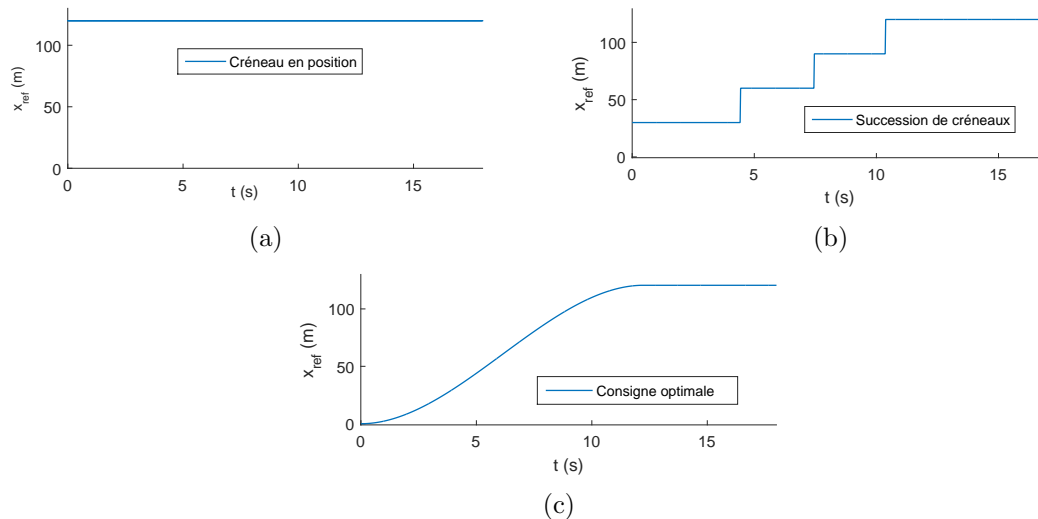 100
50
0
x_ref (m)
Créneau en position
0 5 10 15
t (s)
(a)
100
50
0
x_ref (m)
Succession de créneaux
0 5 10 15
t (s)
(b)
100
50
0
x_ref (m)
Consigne optimale
0 5 10 15
t (s)
(c)